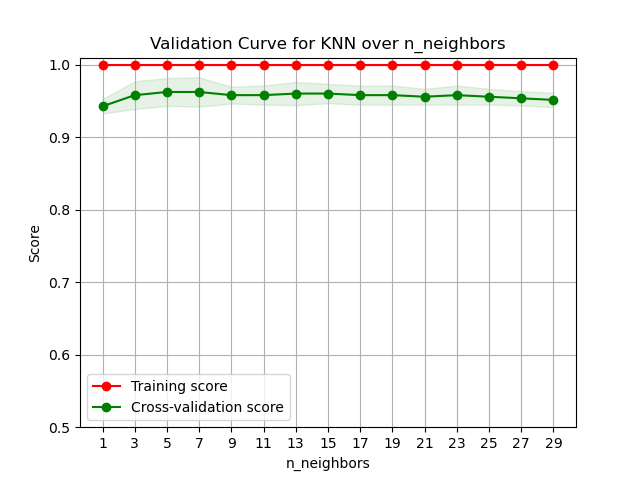 Validation Curve for KNN over n_neighbors
1.0
0.9
0.8
0.7
0.6
0.5
Score
Training score
Cross-validation score
1 3 5 7 9 11 13 15 17 19 21 23 25 27 29
n_neighbors